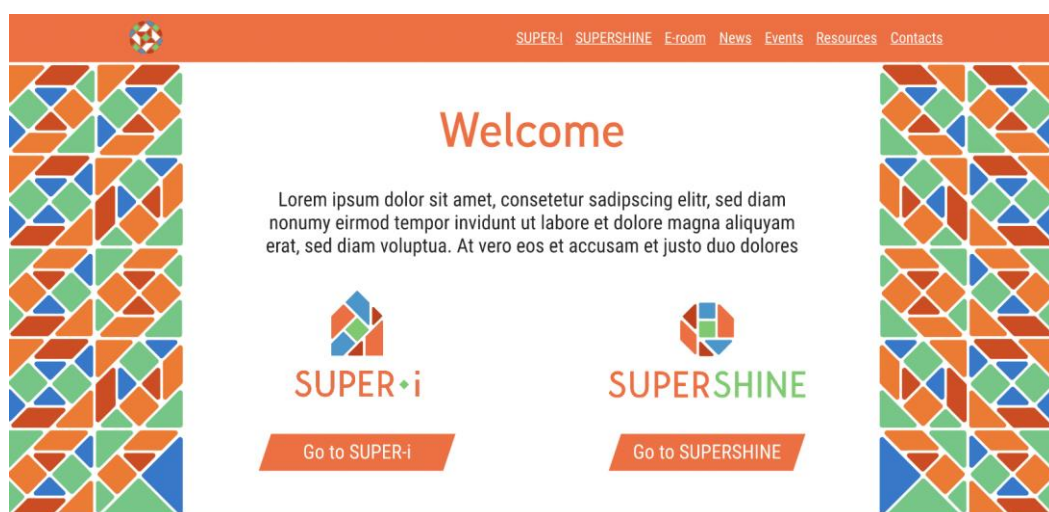 SUPER-I SUPERSHINE E-room News Events Resources Contacts
Welcome
Lorem ipsum dolor sit amet, consetetur sadipscing elitr, sed diam
nonumy eirmod tempor invidunt ut labore et dolore magna aliquyam
erat, sed diam voluptua. At vero eos et accusam et justo duo dolores
SUPER·i
SUPERSHINE
Go to SUPER-i
Go to SUPERSHINE